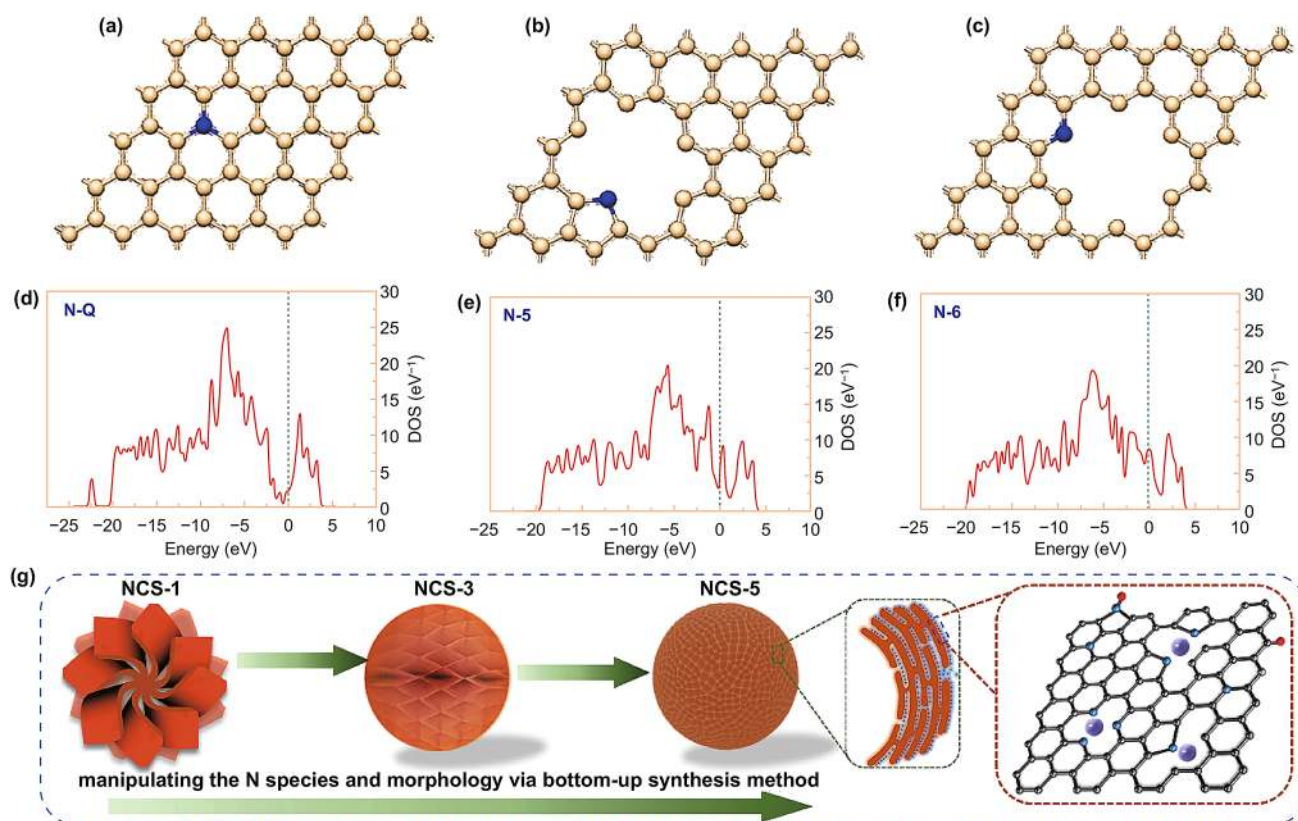 (a)
(b)
(c)
(d)
N-Q
30
25
20
15
10
5
0
DOS (eV⁻¹)
−25 −20 −15 −10 −5 0 5 10
Energy (eV)
(e)
N-5
30
25
20
15
10
5
0
DOS (eV⁻¹)
−25 −20 −15 −10 −5 0 5 10
Energy (eV)
(f)
N-6
30
25
20
15
10
5
0
DOS (eV⁻¹)
−25 −20 −15 −10 −5 0 5 10
Energy (eV)
(g)
NCS-1
NCS-3
NCS-5
manipulating the N species and morphology via bottom-up synthesis method